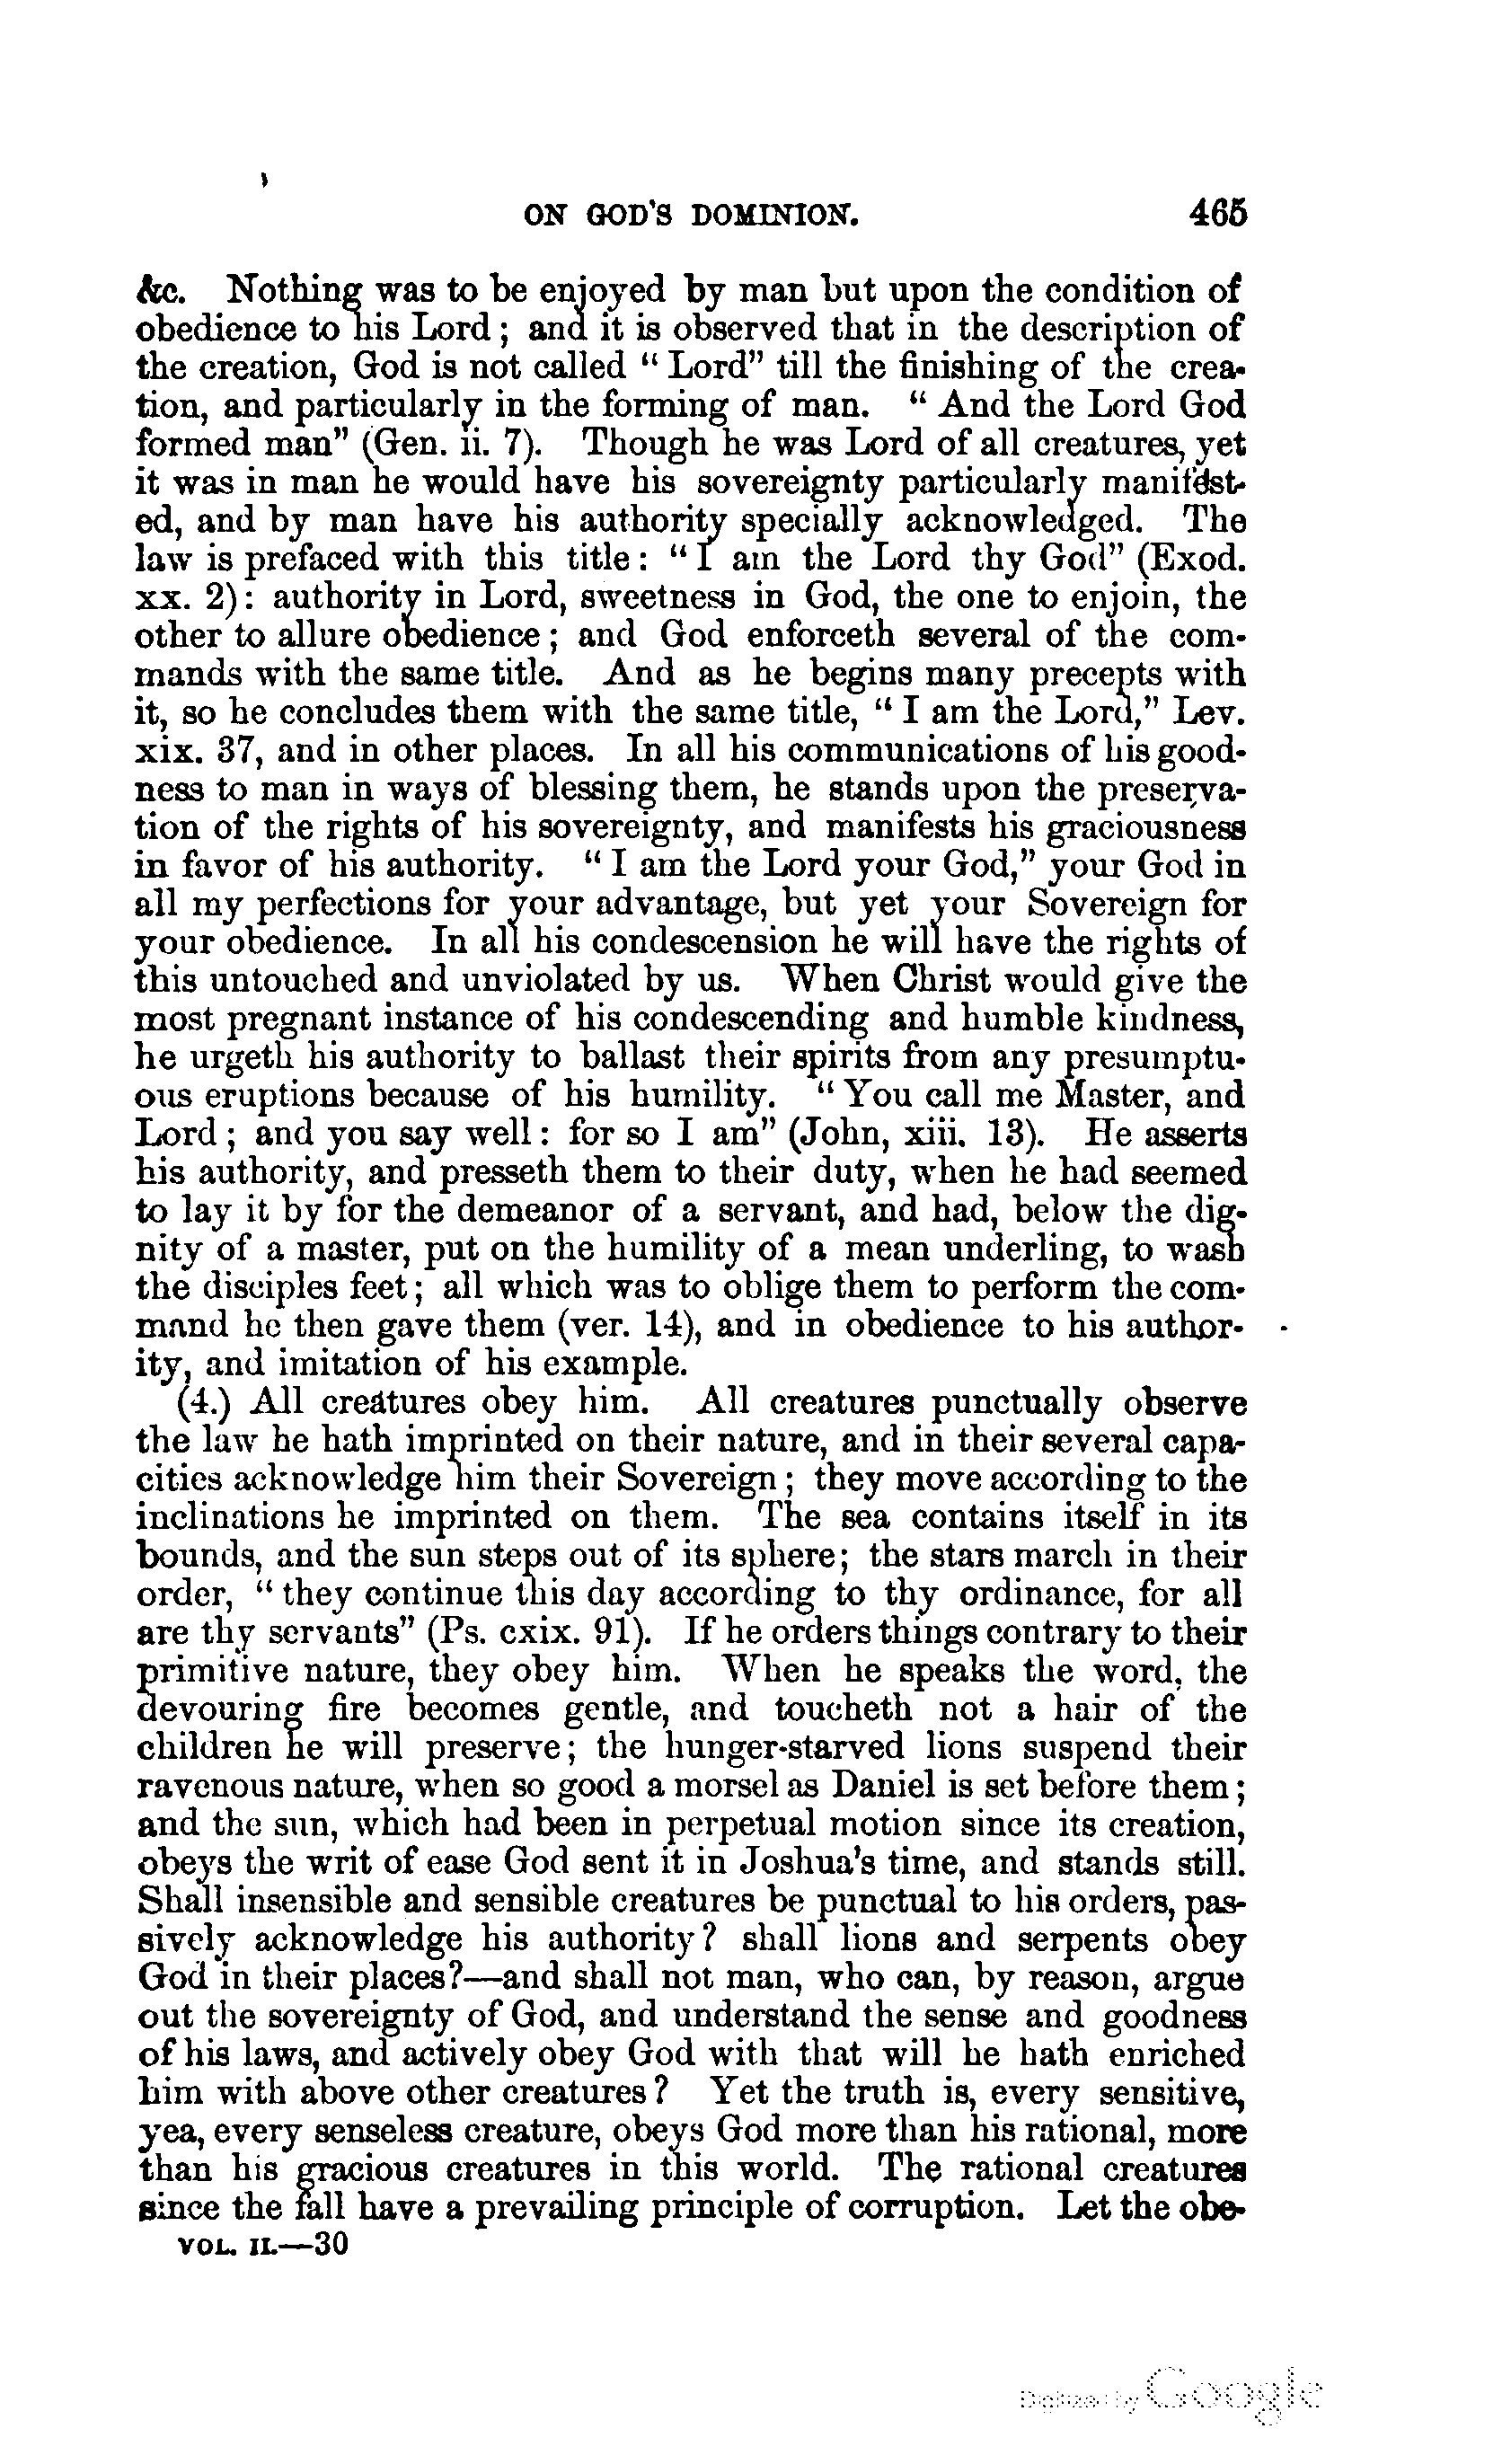 ON GOD'S DOMINION. 465
&c. Nothing was to be enjoyed by man but upon the condition of
obedience to his Lord; and it is observed that in the description of
the creation, God is not called "Lord" till the finishing of the crea-
tion, and particularly in the forming of man. "And the Lord God
formed man" (Gen. ii. 7). Though he was Lord of all creatures, yet
it was in man he would have his sovereignty particularly manifest-
ed, and by man have his authority specially acknowledged. The
law is prefaced with this title: "I am the Lord thy God" (Exod.
xx. 2): authority in Lord, sweetness in God, the one to enjoin, the
other to allure obedience; and God enforceth several of the com-
mands with the same title. And as he begins many precepts with
it, so he concludes them with the same title, "I am the Lord," Lev.
xix. 37, and in other places. In all his communications of his good-
ness to man in ways of blessing them, he stands upon the preserva-
tion of the rights of his sovereignty, and manifests his graciousness
in favor of his authority. "I am the Lord your God," your God in
all my perfections for your advantage, but yet your Sovereign for
your obedience. In all his condescension he will have the rights of
this untouched and unviolated by us. When Christ would give the
most pregnant instance of his condescending and humble kindness,
he urgeth his authority to ballast their spirits from any presumptu-
ous eruptions because of his humility. "You call me Master, and
Lord; and you say well: for so I am" (John, xiii. 13). He asserts
his authority, and presseth them to their duty, when he had seemed
to lay it by for the demeanor of a servant, and had, below the dig-
nity of a master, put on the humility of a mean underling, to wash
the disciples feet; all which was to oblige them to perform the com-
mand he then gave them (ver. 14), and in obedience to his author-
ity, and imitation of his example.
(4.) All creatures obey him. All creatures punctually observe
the law he hath imprinted on their nature, and in their several capa-
cities acknowledge him their Sovereign; they move according to the
inclinations he imprinted on them. The sea contains itself in its
bounds, and the sun steps out of its sphere; the stars march in their
order, "they continue this day according to thy ordinance, for all
are thy servants" (Ps. cxix. 91). If he orders things contrary to their
primitive nature, they obey him. When he speaks the word, the
devouring fire becomes gentle, and toucheth not a hair of the
children he will preserve; the hunger-starved lions suspend their
ravenous nature, when so good a morsel as Daniel is set before them;
and the sun, which had been in perpetual motion since its creation,
obeys the writ of ease God sent it in Joshua's time, and stands still.
Shall insensible and sensible creatures be punctual to his orders, pas-
sively acknowledge his authority? shall lions and serpents obey
God in their places?—and shall not man, who can, by reason, argue
out the sovereignty of God, and understand the sense and goodness
of his laws, and actively obey God with that will he hath enriched
him with above other creatures? Yet the truth is, every sensitive,
yea, every senseless creature, obeys God more than his rational, more
than his gracious creatures in this world. The rational creatures
since the fall have a prevailing principle of corruption. Let the obe-
VOL. II.—30
Digitized by Google